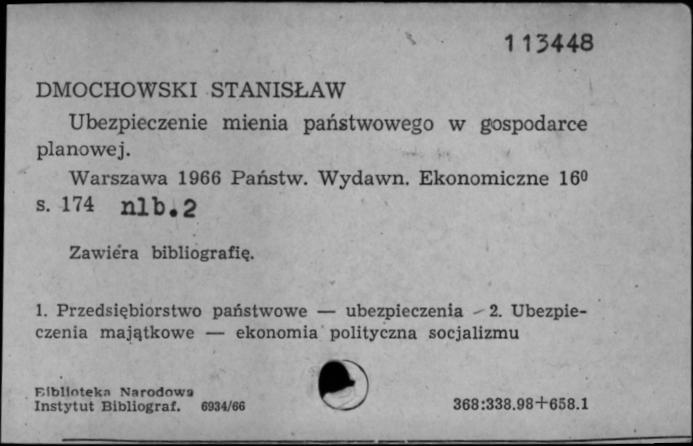 113448
DMOCHOWSKI STANISŁAW
Ubezpieczenie mienia państwowego w gospodarce
planowej.
Warszawa 1966 Państw. Wydawn. Ekonomiczne 16⁰
s. 174 nlb.2
Zawiera bibliografię.
1. Przedsiębiorstwo państwowe — ubezpieczenia - 2. Ubezpie-
czenia majątkowe — ekonomia polityczna socjalizmu
Biblioteka Narodowa
Instytut Bibliograf. 6934/66
368:338.98+658.1